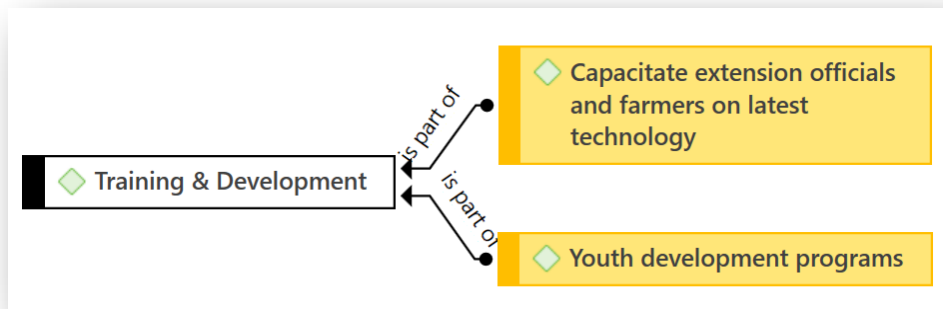 Capacitate extension officials
and farmers on latest
technology
is part of
Training & Development
is part of
Youth development programs